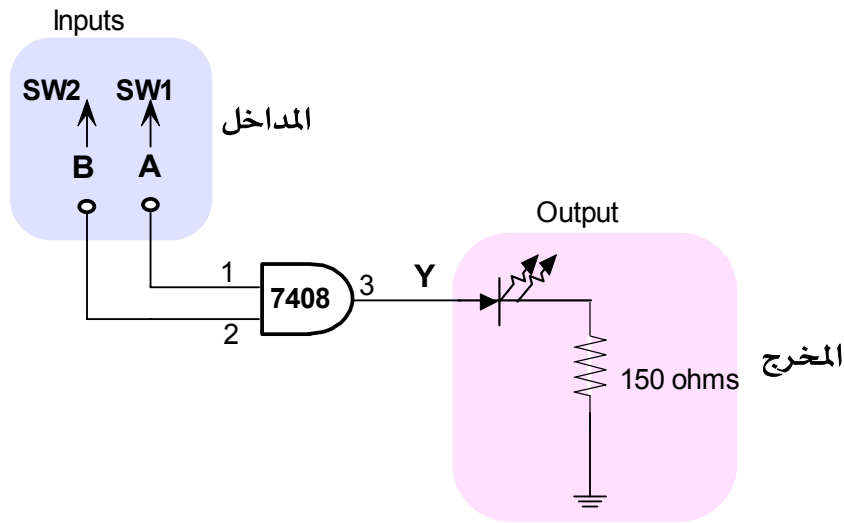 Inputs
SW2 SW1
المداخل
B A
Output
1
7408
3
Y
2
150 ohms
المخرج